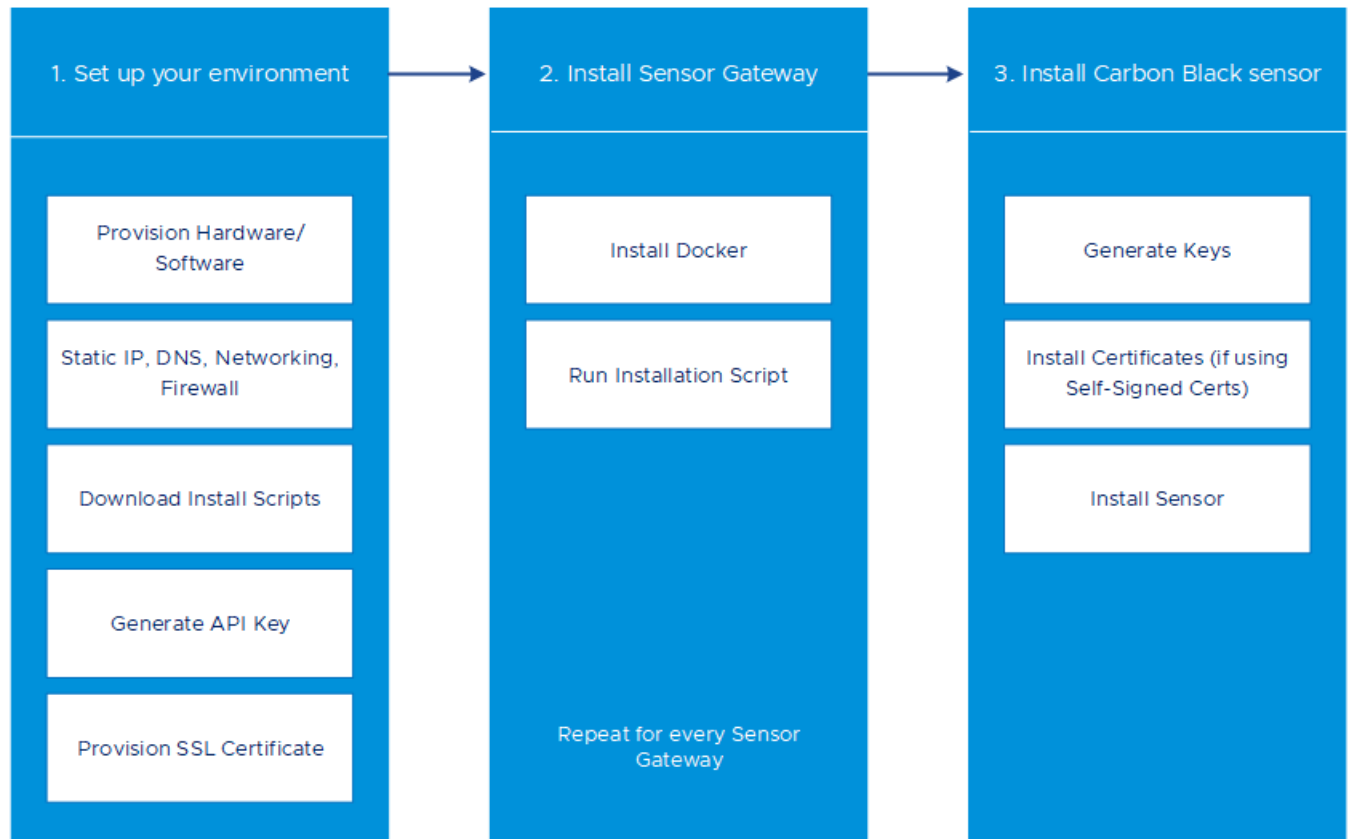 1. Set up your environment
Provision Hardware/
Software
Static IP, DNS, Networking,
Firewall
Download Install Scripts
Generate API Key
Provision SSL Certificate
2. Install Sensor Gateway
Install Docker
Run Installation Script
Repeat for every Sensor
Gateway
3. Install Carbon Black sensor
Generate Keys
Install Certificates (if using
Self-Signed Certs)
Install Sensor